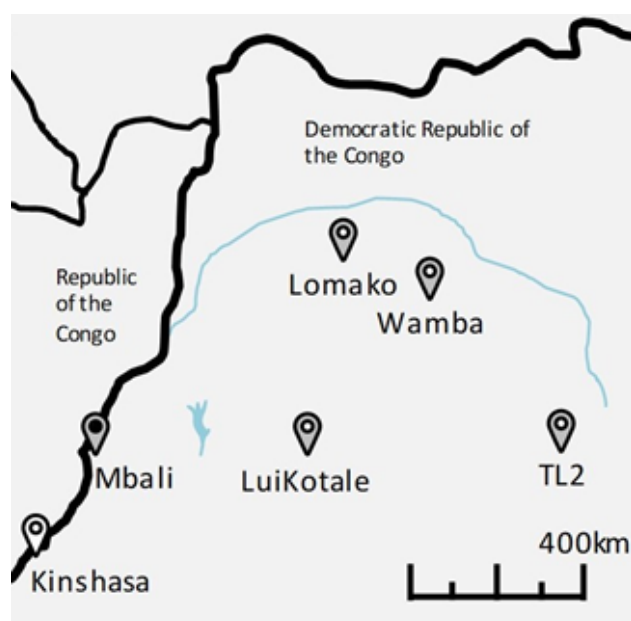 Democratic Republic of
the Congo
Lomako
Republic
of the
Congo
Wamba
Mbali
LuiKotale
TL2
400km
Kinshasa